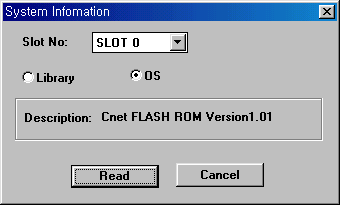 System Infomation
Slot No: SLOT 0
Library OS
Description: Cnet FLASH ROM Version1.01
Read Cancel